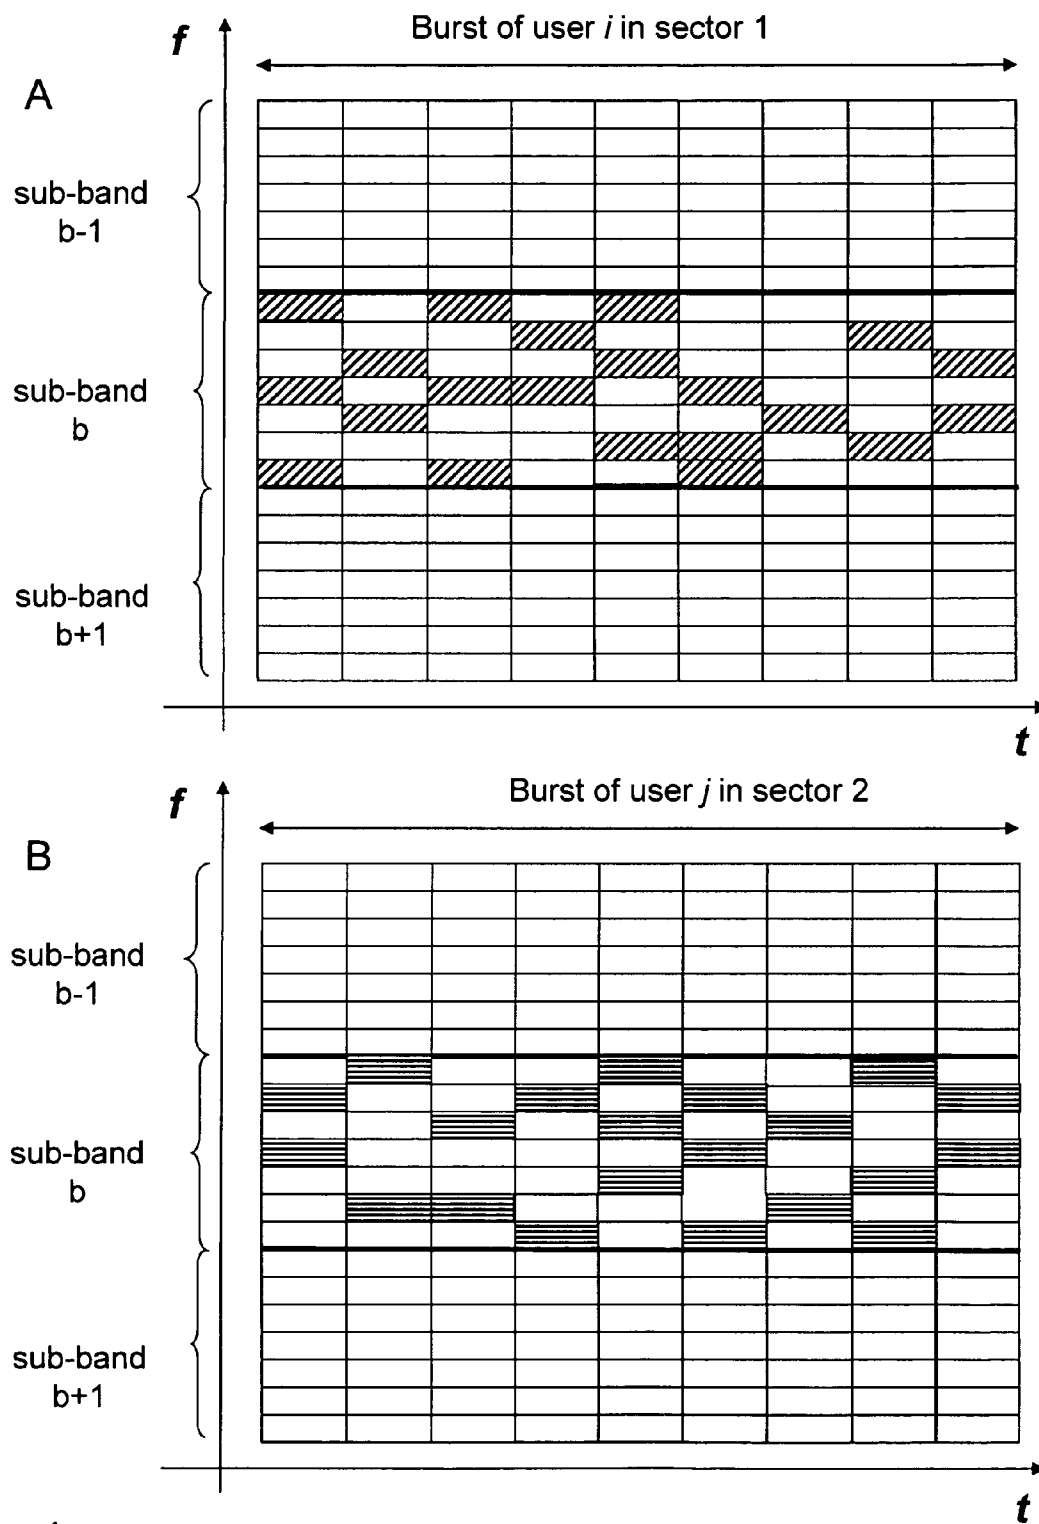 Burst of user i in sector 1
f
A
sub-band
b-1
sub-band
b
sub-band
b+1
t
Burst of user j in sector 2
f
B
sub-band
b-1
sub-band
b
sub-band
b+1
t